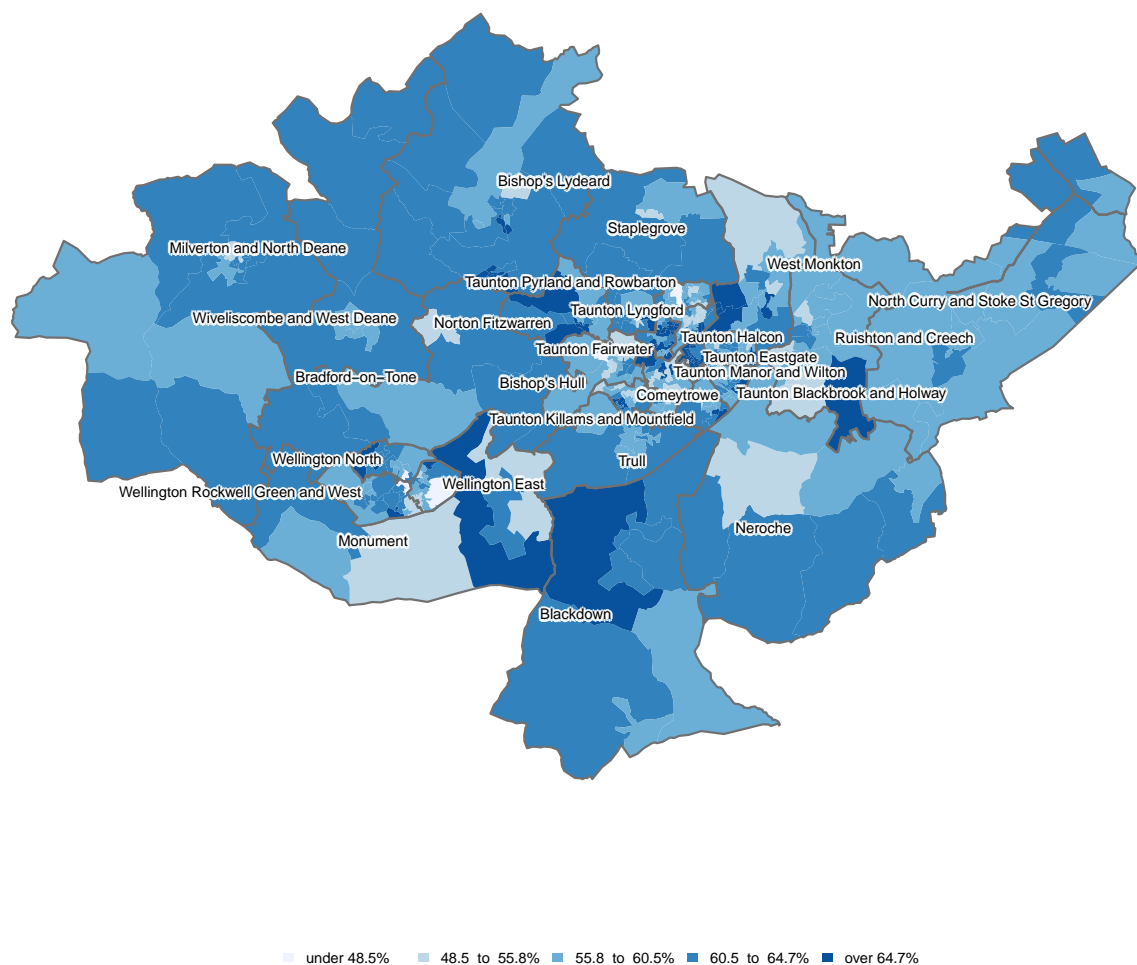 Bishop's Lydeard
Staplegrove
Milverton and North Deane
West Monkton
Taunton Pyrland and Rowbarton
North Curry and Stoke St Gregory
Taunton Lyngford
Wiveliscombe and West Deane
Norton Fitzwarren
Taunton Halcon
Ruishton and Creech
Taunton Fairwater
Taunton Eastgate
Taunton Manor and Wilton
Bradford–on–Tone
Bishop's Hull
Comeytrowe
Taunton Blackbrook and Holway
Taunton Killams and Mountfield
Wellington North
Trull
Wellington East
Wellington Rockwell Green and West
Neroche
Monument
Blackdown
under 48.5% 48.5 to 55.8% 55.8 to 60.5% 60.5 to 64.7% over 64.7%